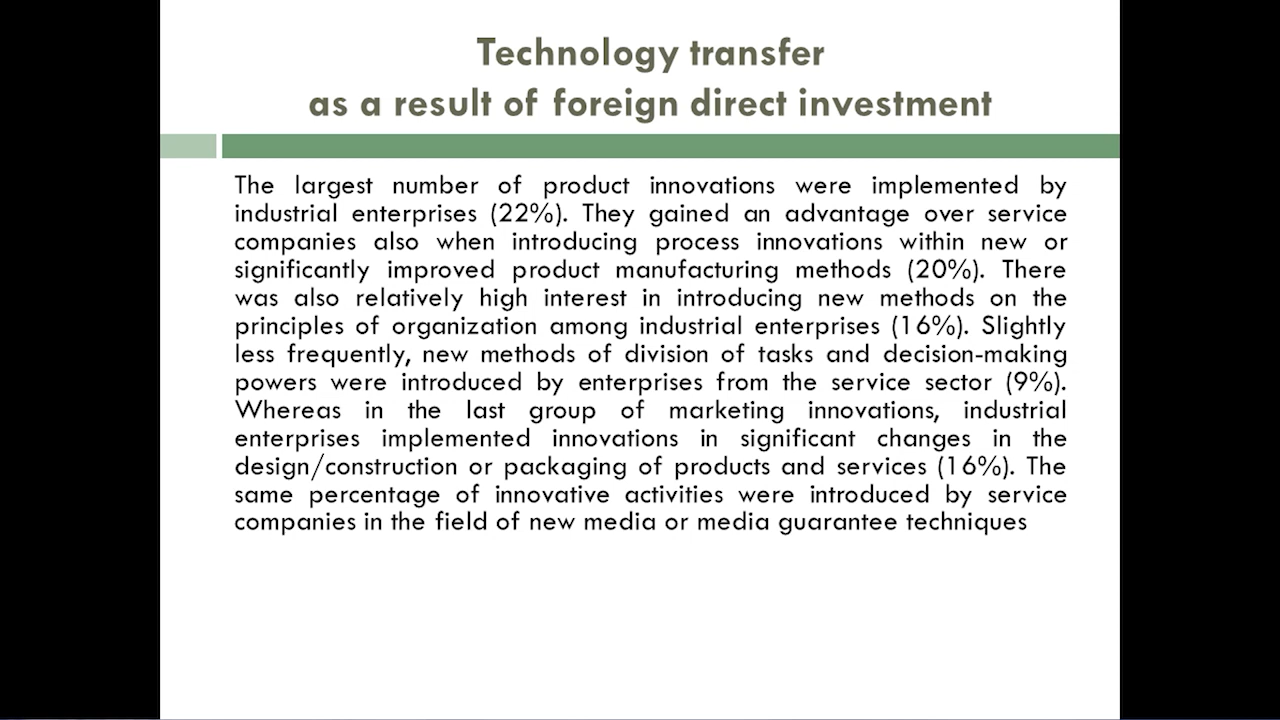 Technology transfer
as a result of foreign direct investment
The largest number of product innovations were implemented by
industrial enterprises (22%). They gained an advantage over service
companies also when introducing process innovations within new or
significantly improved product manufacturing methods (20%). There
was also relatively high interest in introducing new methods on the
principles of organization among industrial enterprises (16%). Slightly
less frequently, new methods of division of tasks and decision-making
powers were introduced by enterprises from the service sector (9%).
Whereas in the last group of marketing innovations, industrial
enterprises implemented innovations in significant changes in the
design/construction or packaging of products and services (16%). The
same percentage of innovative activities were introduced by service
companies in the field of new media or media guarantee techniques